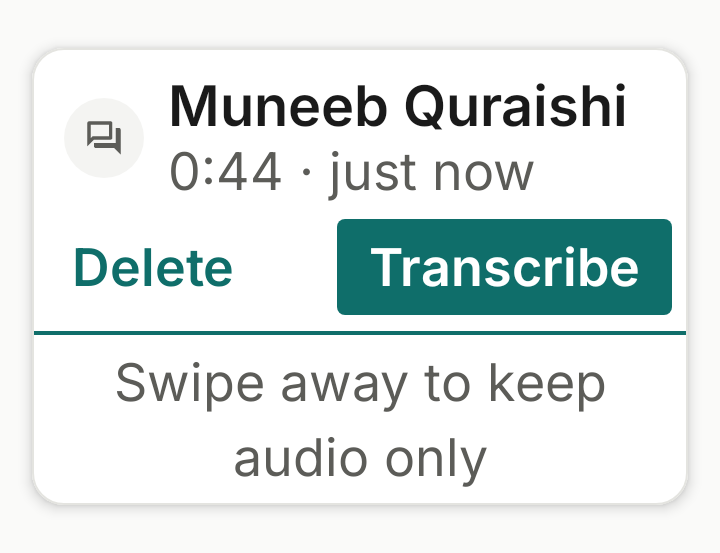 Muneeb Quraishi
0:44 · just now
Delete
Transcribe
Swipe away to keep
audio only